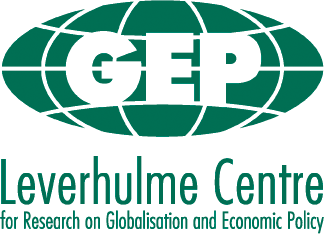 GEP
Leverhulme Centre
for Research on Globalisation and Economic Policy